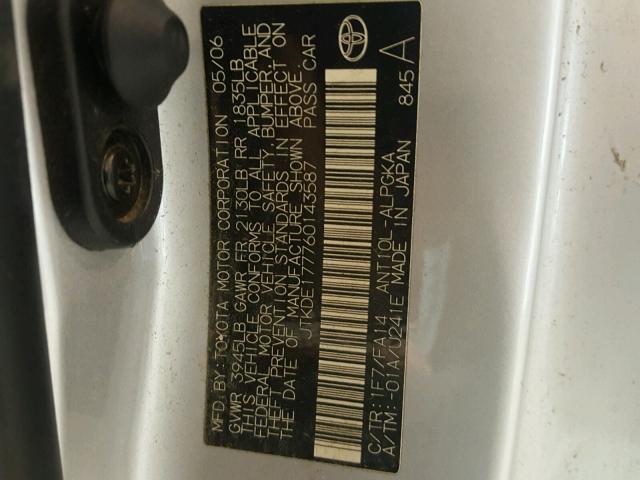 MFD BY: TOYOTA MOTOR CORPORATION 05/06
GVWR 3945LB GAWR FR 2130LB RR 1835LB
THIS VEHICLE CONFORMS TO ALL APPLICABLE
FEDERAL MOTOR VEHICLE SAFETY, BUMPER, AND
THEFT PREVENTION STANDARDS IN EFFECT ON
THE DATE OF MANUFACTURE SHOWN ABOVE.
JTKDE177760143587 PASS CAR
C/TR: 1F7/FA14 ANT10L-ALPGKA
A/TM: -01A/U241E MADE IN JAPAN
845 A